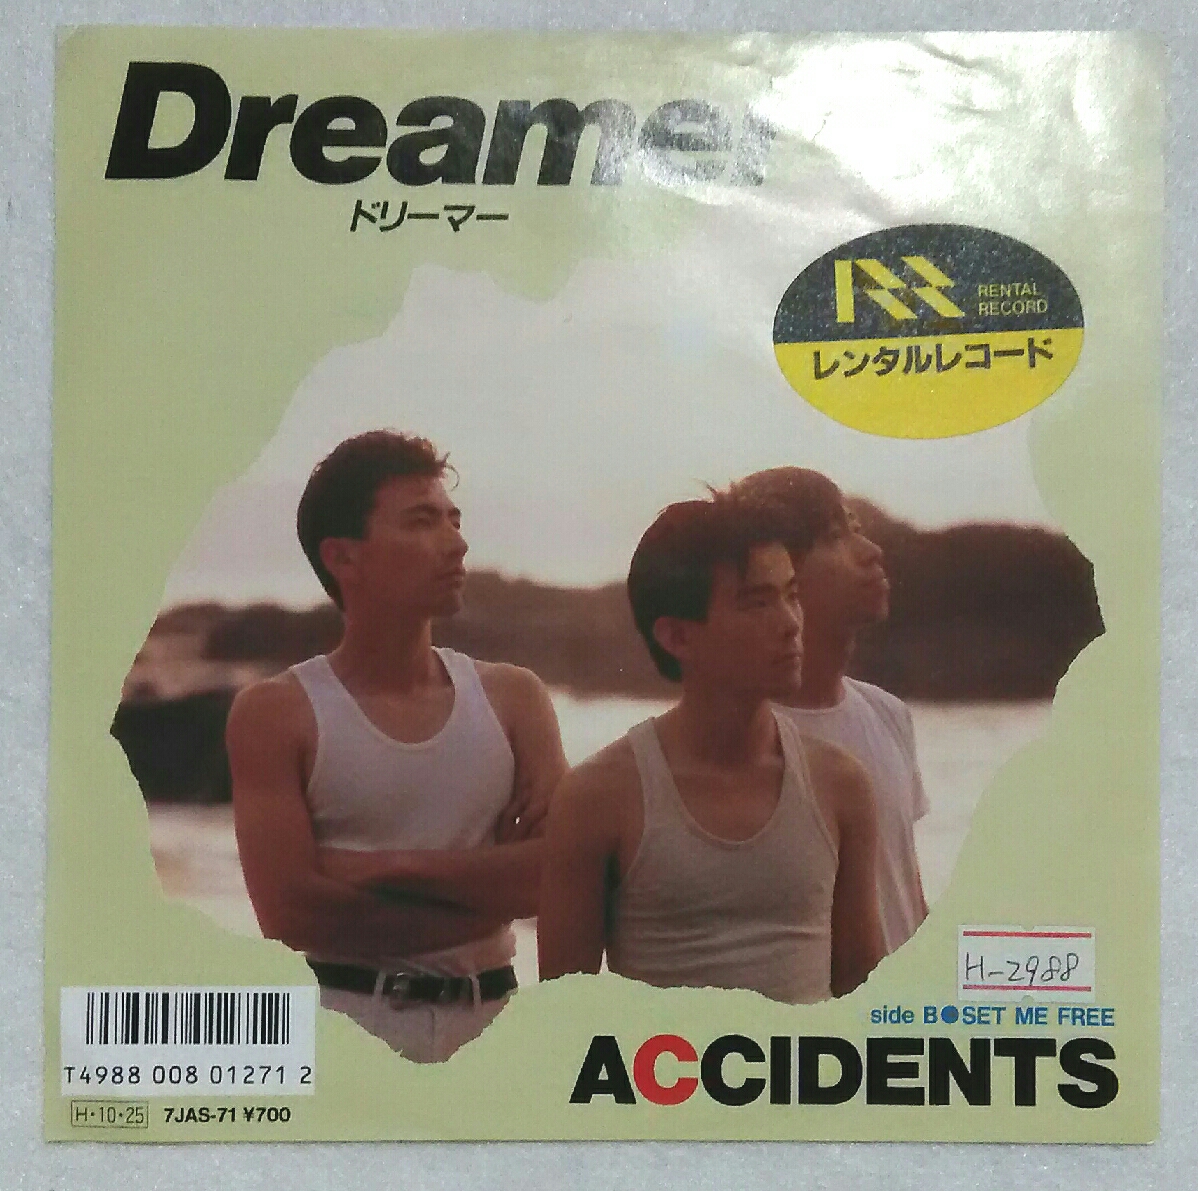 Dreamer
ドリーマー
RENTAL
RECORD
レンタルレコード
H-2988
side B●SET ME FREE
ACCIDENTS
T4988 008 01271 2
H・10・25 7JAS-71 ¥700